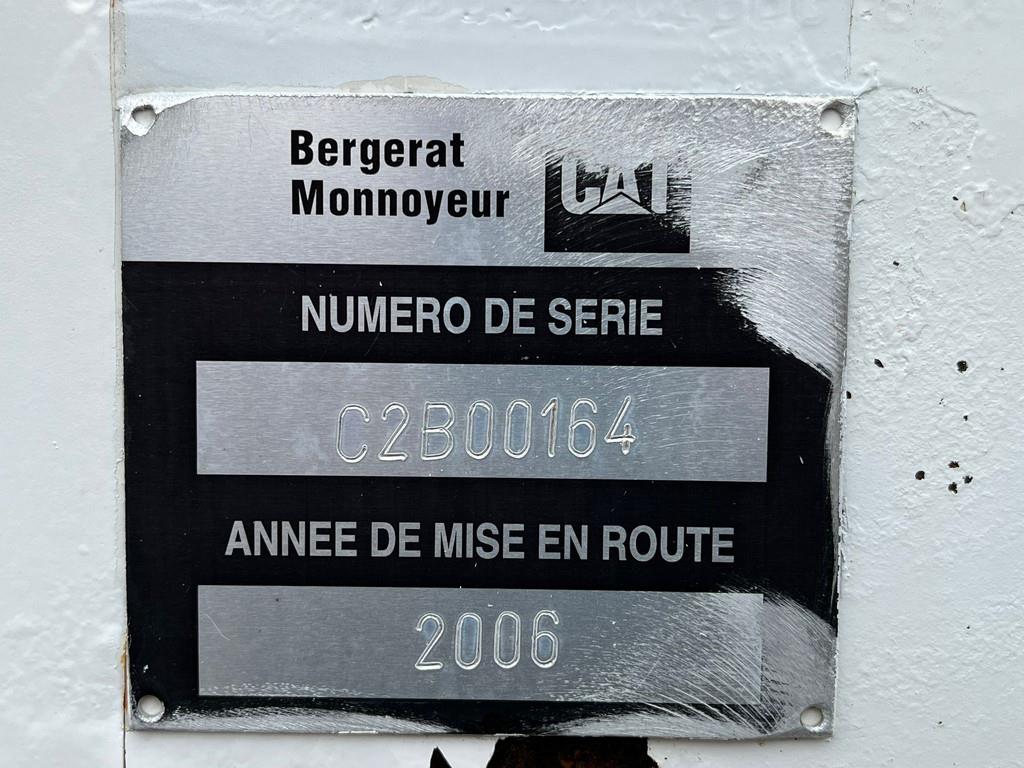 Bergerat
Monnoyeur
CAT
NUMERO DE SERIE
C2B00164
ANNEE DE MISE EN ROUTE
2006